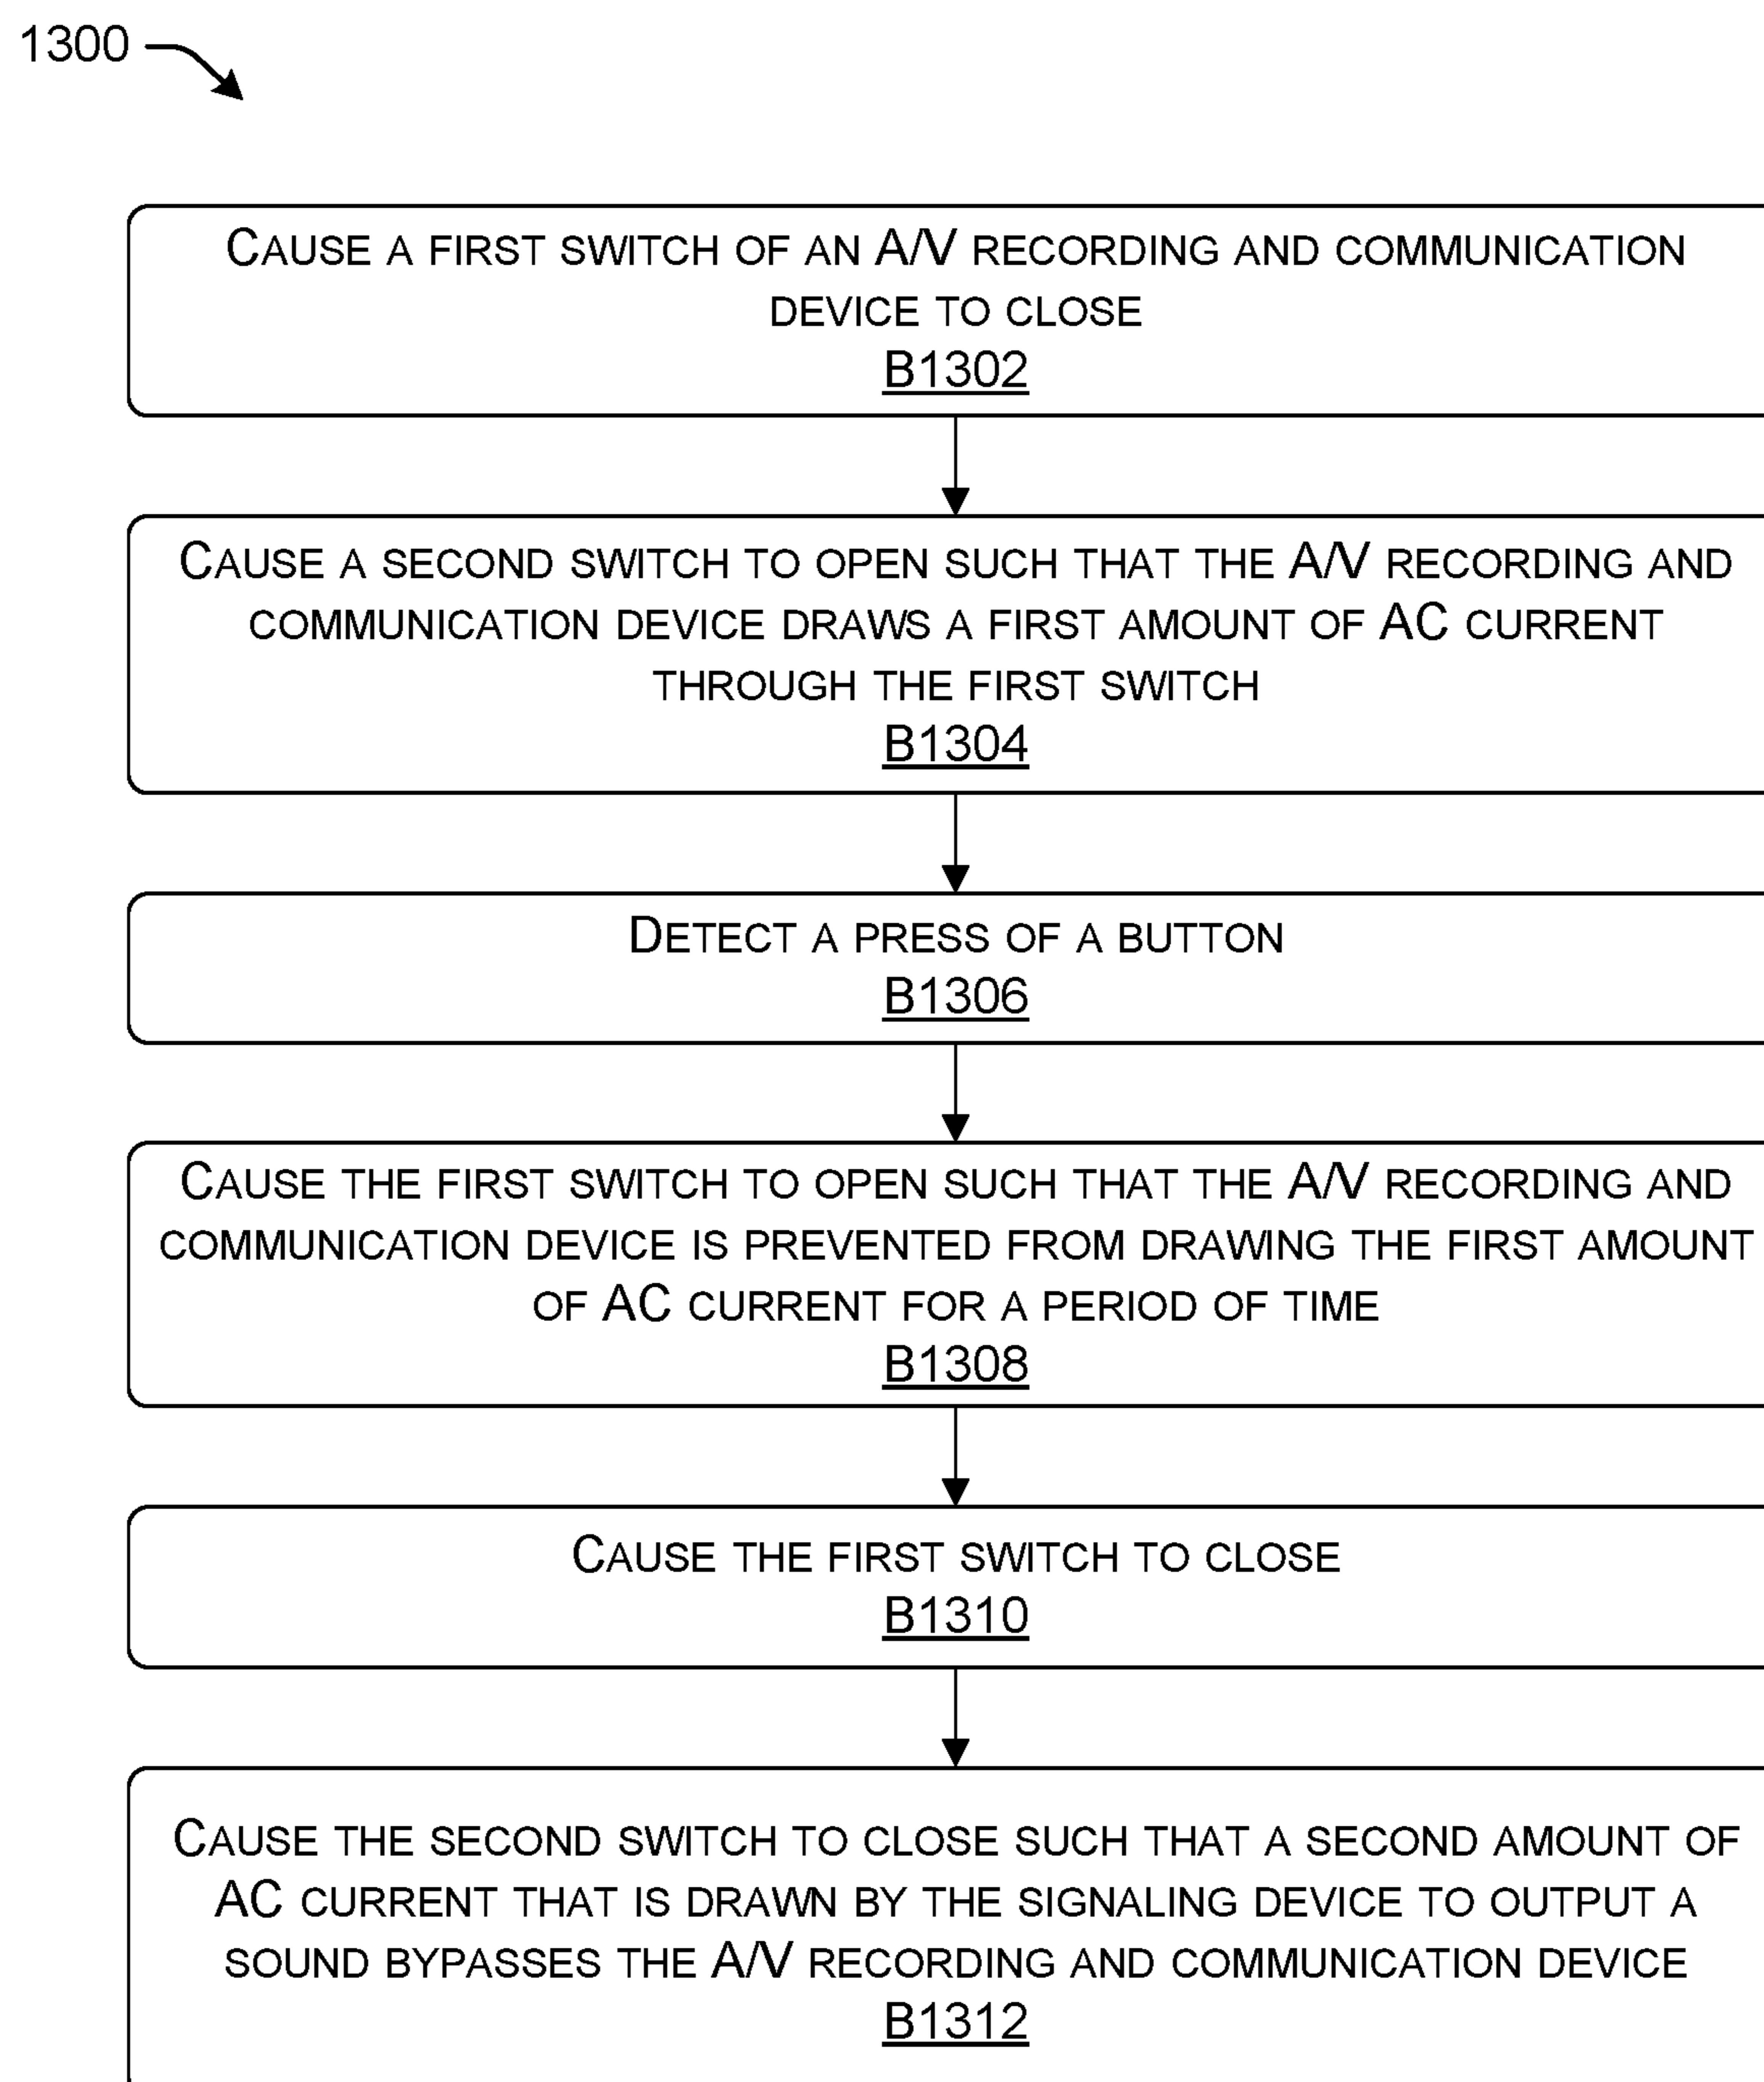 1300
CAUSE A FIRST SWITCH OF AN A/V RECORDING AND COMMUNICATION
DEVICE TO CLOSE
B1302
CAUSE A SECOND SWITCH TO OPEN SUCH THAT THE A/V RECORDING AND
COMMUNICATION DEVICE DRAWS A FIRST AMOUNT OF AC CURRENT
THROUGH THE FIRST SWITCH
B1304
DETECT A PRESS OF A BUTTON
B1306
CAUSE THE FIRST SWITCH TO OPEN SUCH THAT THE A/V RECORDING AND
COMMUNICATION DEVICE IS PREVENTED FROM DRAWING THE FIRST AMOUNT
OF AC CURRENT FOR A PERIOD OF TIME
B1308
CAUSE THE FIRST SWITCH TO CLOSE
B1310
CAUSE THE SECOND SWITCH TO CLOSE SUCH THAT A SECOND AMOUNT OF
AC CURRENT THAT IS DRAWN BY THE SIGNALING DEVICE TO OUTPUT A
SOUND BYPASSES THE A/V RECORDING AND COMMUNICATION DEVICE
B1312